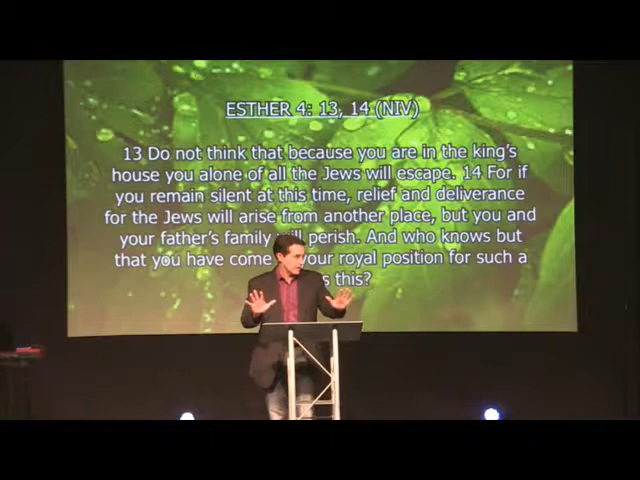 ESTHER 4: 13, 14 (NIV)
13 Do not think that because you are in the king's
house you alone of all the Jews will escape. 14 For if
you remain silent at this time, relief and deliverance
for the Jews will arise from another place, but you and
your father's family will perish. And who knows but
that you have come your royal position for such a
s this?